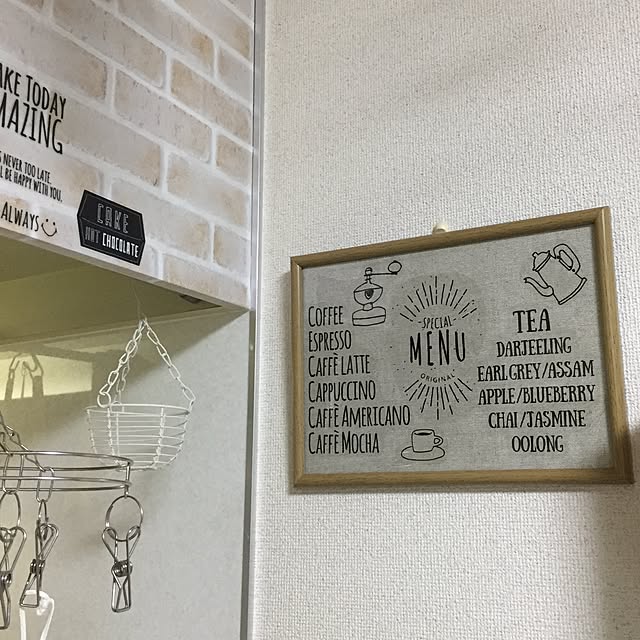 AKE TODAY
MAZING
S NEVER TOO LATE
L BE HAPPY WITH YOU.
ALWAYS
CAKE
HOT CHOCOLATE
COFFEE
ESPRESSO
CAFFÈ LATTE
CAPPUCCINO
CAFFÈ AMERICANO
CAFFÈ MOCHA
SPECIAL
MENU
ORIGINAL
TEA
DARJEELING
EARL GREY/ASSAM
APPLE/BLUEBERRY
CHAI/JASMINE
OOLONG